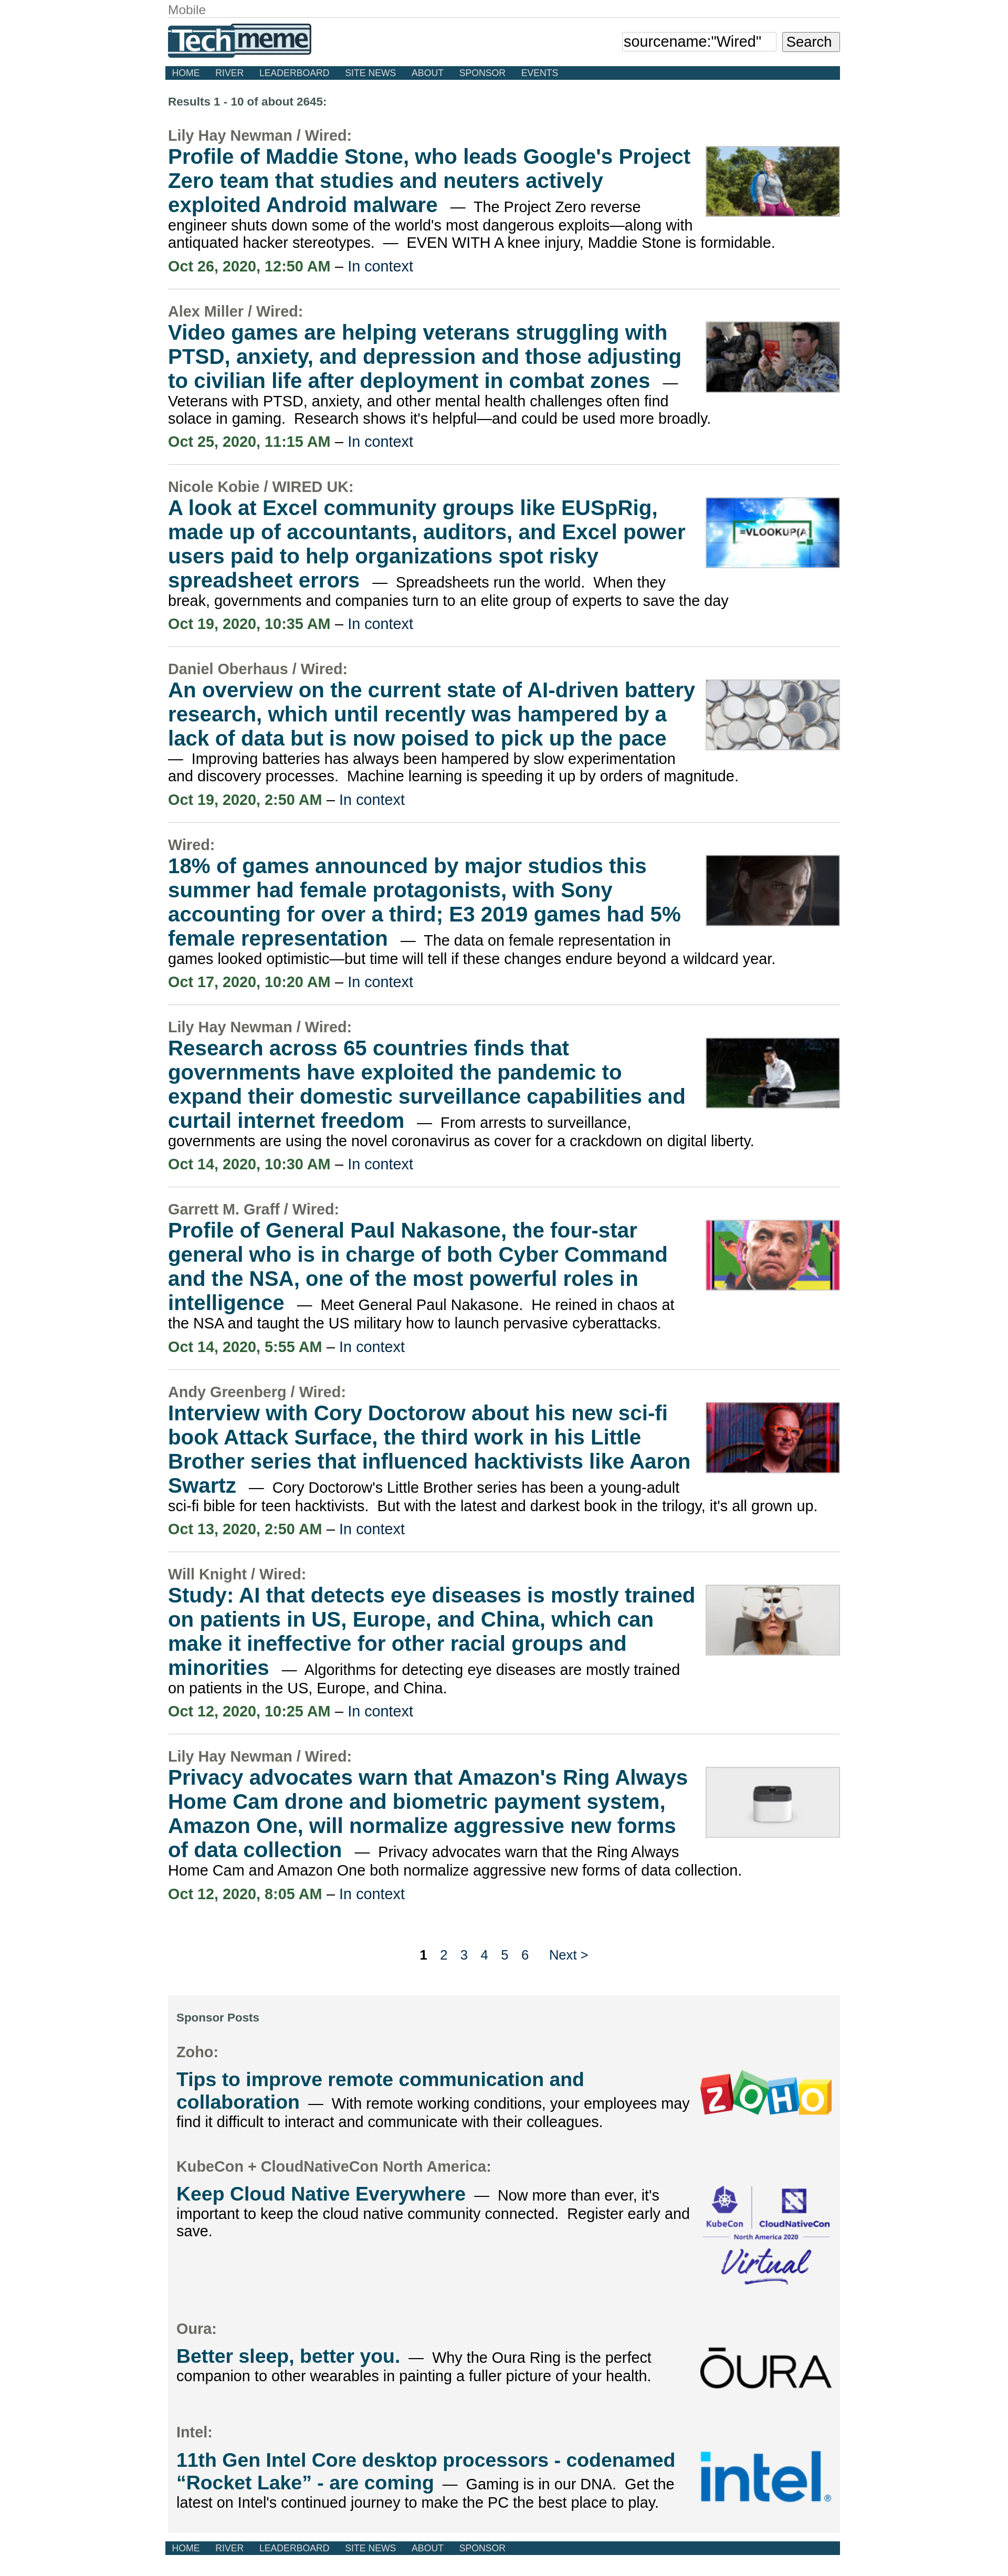 Mobile
Techmeme
sourcename:"Wired"
Search
HOME RIVER LEADERBOARD SITE NEWS ABOUT SPONSOR EVENTS
Results 1 - 10 of about 2645:
Lily Hay Newman / Wired:
Profile of Maddie Stone, who leads Google's Project
Zero team that studies and neuters actively
exploited Android malware — The Project Zero reverse
engineer shuts down some of the world's most dangerous exploits—along with
antiquated hacker stereotypes. — EVEN WITH A knee injury, Maddie Stone is formidable.
Oct 26, 2020, 12:50 AM – In context
Alex Miller / Wired:
Video games are helping veterans struggling with
PTSD, anxiety, and depression and those adjusting
to civilian life after deployment in combat zones —
Veterans with PTSD, anxiety, and other mental health challenges often find
solace in gaming. Research shows it's helpful—and could be used more broadly.
Oct 25, 2020, 11:15 AM – In context
Nicole Kobie / WIRED UK:
A look at Excel community groups like EUSpRig,
made up of accountants, auditors, and Excel power
users paid to help organizations spot risky
spreadsheet errors — Spreadsheets run the world. When they
break, governments and companies turn to an elite group of experts to save the day
=VLOOKUP(A
Oct 19, 2020, 10:35 AM – In context
Daniel Oberhaus / Wired:
An overview on the current state of AI-driven battery
research, which until recently was hampered by a
lack of data but is now poised to pick up the pace
— Improving batteries has always been hampered by slow experimentation
and discovery processes. Machine learning is speeding it up by orders of magnitude.
Oct 19, 2020, 2:50 AM – In context
Wired:
18% of games announced by major studios this
summer had female protagonists, with Sony
accounting for over a third; E3 2019 games had 5%
female representation — The data on female representation in
games looked optimistic—but time will tell if these changes endure beyond a wildcard year.
Oct 17, 2020, 10:20 AM – In context
Lily Hay Newman / Wired:
Research across 65 countries finds that
governments have exploited the pandemic to
expand their domestic surveillance capabilities and
curtail internet freedom — From arrests to surveillance,
governments are using the novel coronavirus as cover for a crackdown on digital liberty.
Oct 14, 2020, 10:30 AM – In context
Garrett M. Graff / Wired:
Profile of General Paul Nakasone, the four-star
general who is in charge of both Cyber Command
and the NSA, one of the most powerful roles in
intelligence — Meet General Paul Nakasone. He reined in chaos at
the NSA and taught the US military how to launch pervasive cyberattacks.
Oct 14, 2020, 5:55 AM – In context
Andy Greenberg / Wired:
Interview with Cory Doctorow about his new sci-fi
book Attack Surface, the third work in his Little
Brother series that influenced hacktivists like Aaron
Swartz — Cory Doctorow's Little Brother series has been a young-adult
sci-fi bible for teen hacktivists. But with the latest and darkest book in the trilogy, it's all grown up.
Oct 13, 2020, 2:50 AM – In context
Will Knight / Wired:
Study: AI that detects eye diseases is mostly trained
on patients in US, Europe, and China, which can
make it ineffective for other racial groups and
minorities — Algorithms for detecting eye diseases are mostly trained
on patients in the US, Europe, and China.
Oct 12, 2020, 10:25 AM – In context
Lily Hay Newman / Wired:
Privacy advocates warn that Amazon's Ring Always
Home Cam drone and biometric payment system,
Amazon One, will normalize aggressive new forms
of data collection — Privacy advocates warn that the Ring Always
Home Cam and Amazon One both normalize aggressive new forms of data collection.
Oct 12, 2020, 8:05 AM – In context
1 2 3 4 5 6 Next >
Sponsor Posts
Zoho:
Tips to improve remote communication and
collaboration — With remote working conditions, your employees may
find it difficult to interact and communicate with their colleagues.
ZOHO
KubeCon + CloudNativeCon North America:
Keep Cloud Native Everywhere — Now more than ever, it's
important to keep the cloud native community connected. Register early and
save.
KubeCon CloudNativeCon
North America 2020
Virtual
Oura:
Better sleep, better you. — Why the Oura Ring is the perfect
companion to other wearables in painting a fuller picture of your health.
ŌURA
Intel:
11th Gen Intel Core desktop processors - codenamed
“Rocket Lake” - are coming — Gaming is in our DNA. Get the
latest on Intel's continued journey to make the PC the best place to play.
intel®
HOME RIVER LEADERBOARD SITE NEWS ABOUT SPONSOR